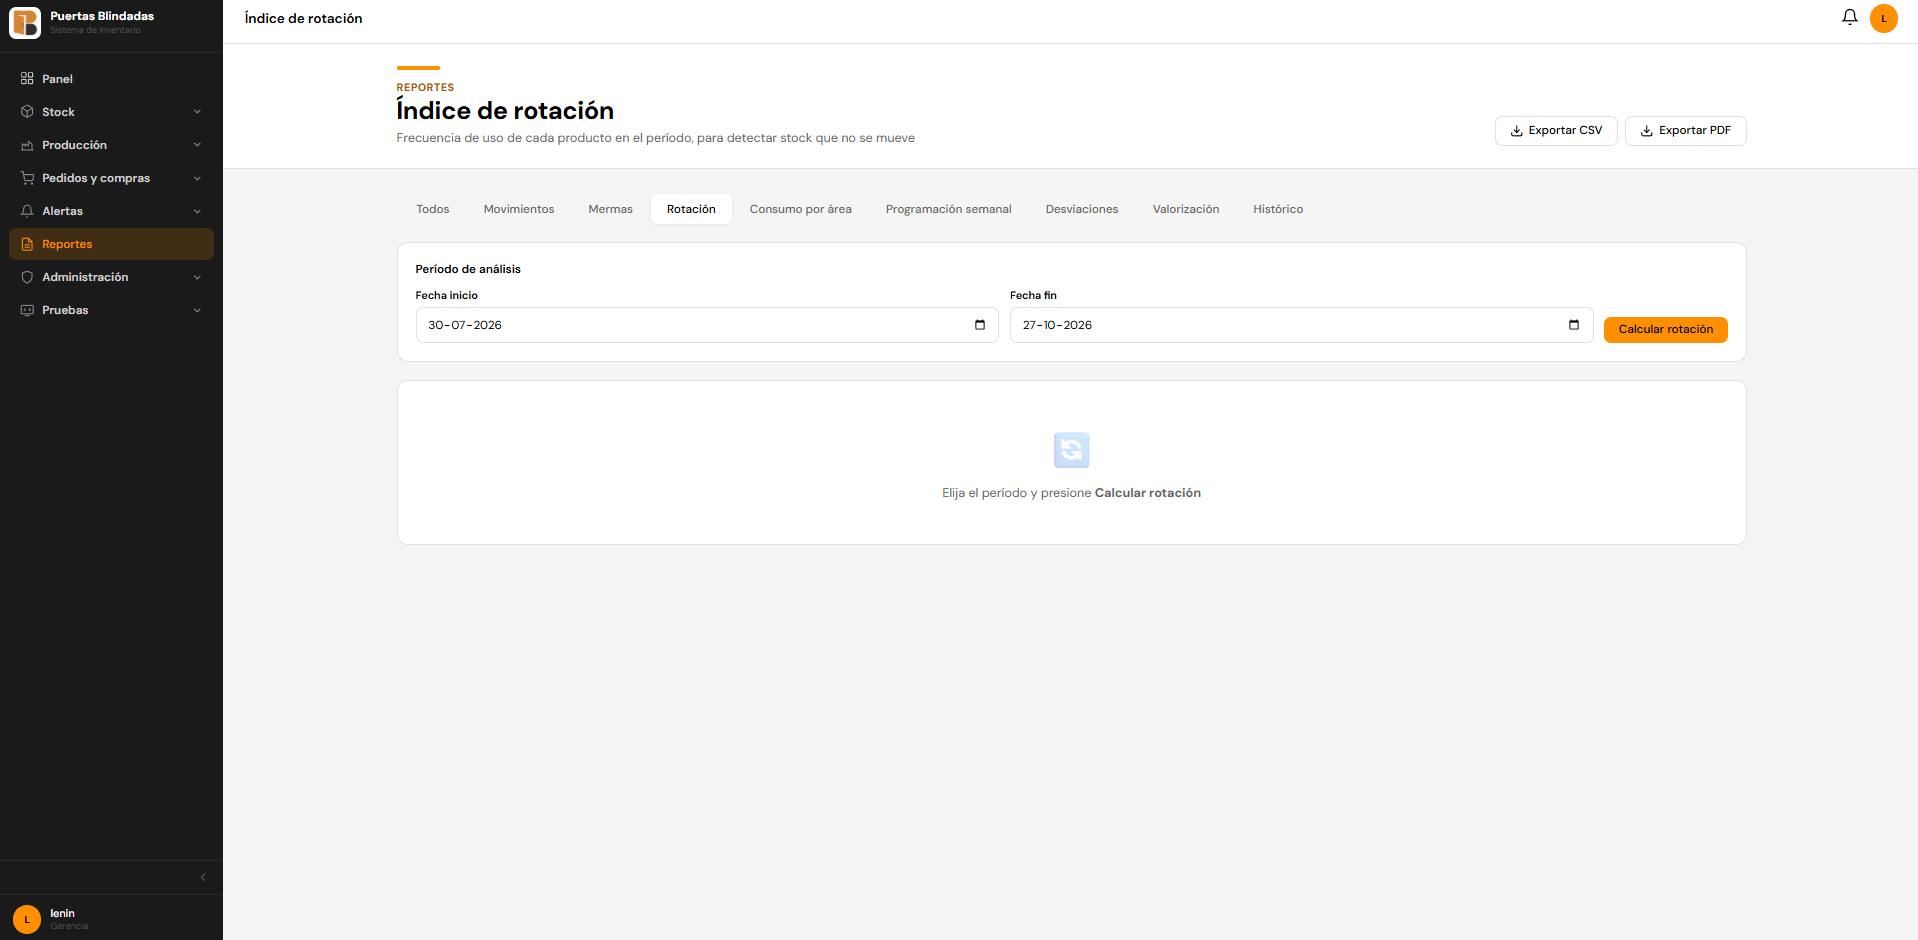 Puertas Blindadas
Sistema de Inventario
Índice de rotación
L
Panel
Stock
Producción
Pedidos y compras
Alertas
Reportes
Administración
Pruebas
REPORTES
Índice de rotación
Frecuencia de uso de cada producto en el período, para detectar stock que no se mueve
Exportar CSV
Exportar PDF
Todos Movimientos Mermas Rotación Consumo por área Programación semanal Desviaciones Valorización Histórico
Período de análisis
Fecha inicio
30-07-2026
Fecha fin
27-10-2026
Calcular rotación
Elija el período y presione Calcular rotación
L
lenin
Gerencia